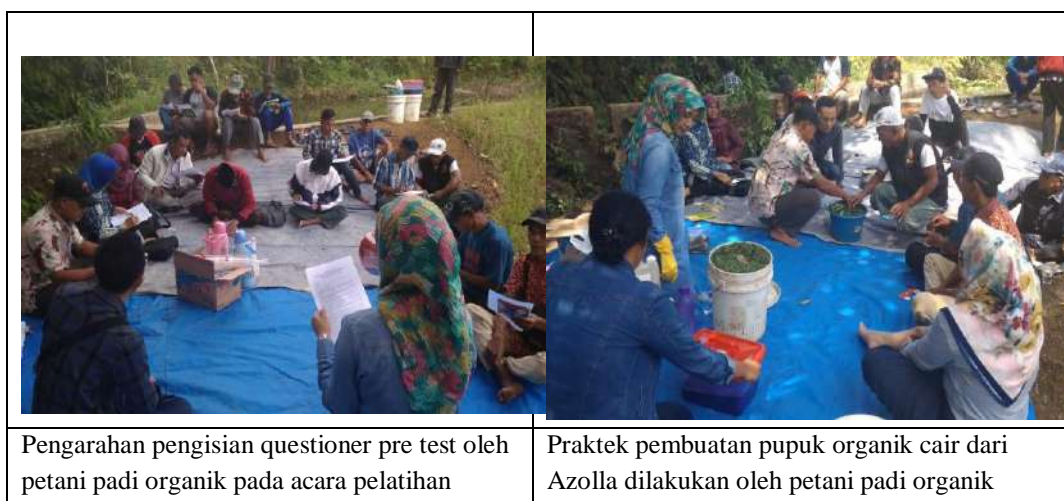 Pengarahan pengisian questioner pre test oleh
petani padi organik pada acara pelatihan
Praktek pembuatan pupuk organik cair dari
Azolla dilakukan oleh petani padi organik